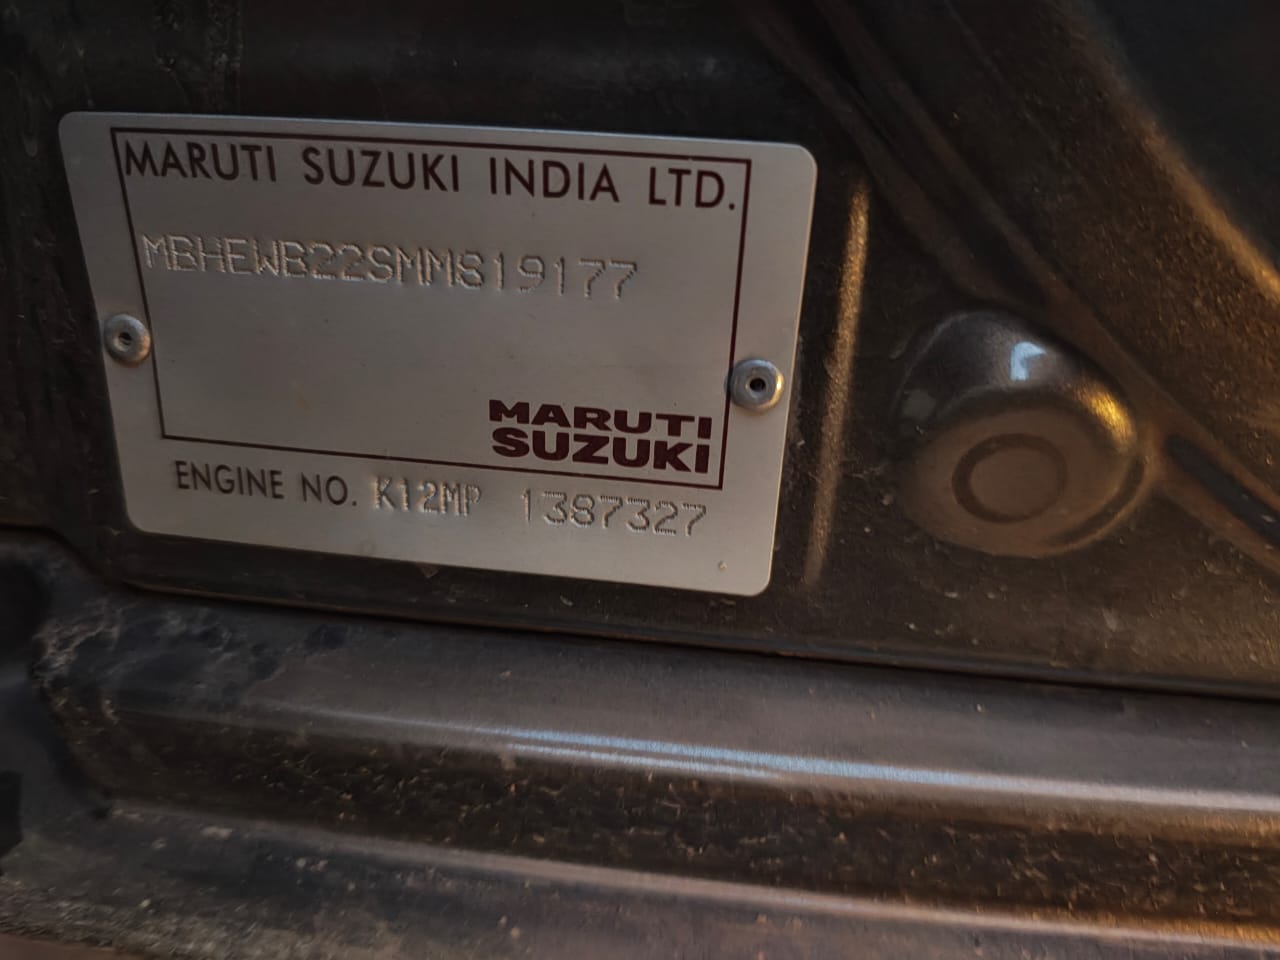 MARUTI SUZUKI INDIA LTD.
MBHEWB22SMM819177
MARUTI
SUZUKI
ENGINE NO. K12MP 1387327